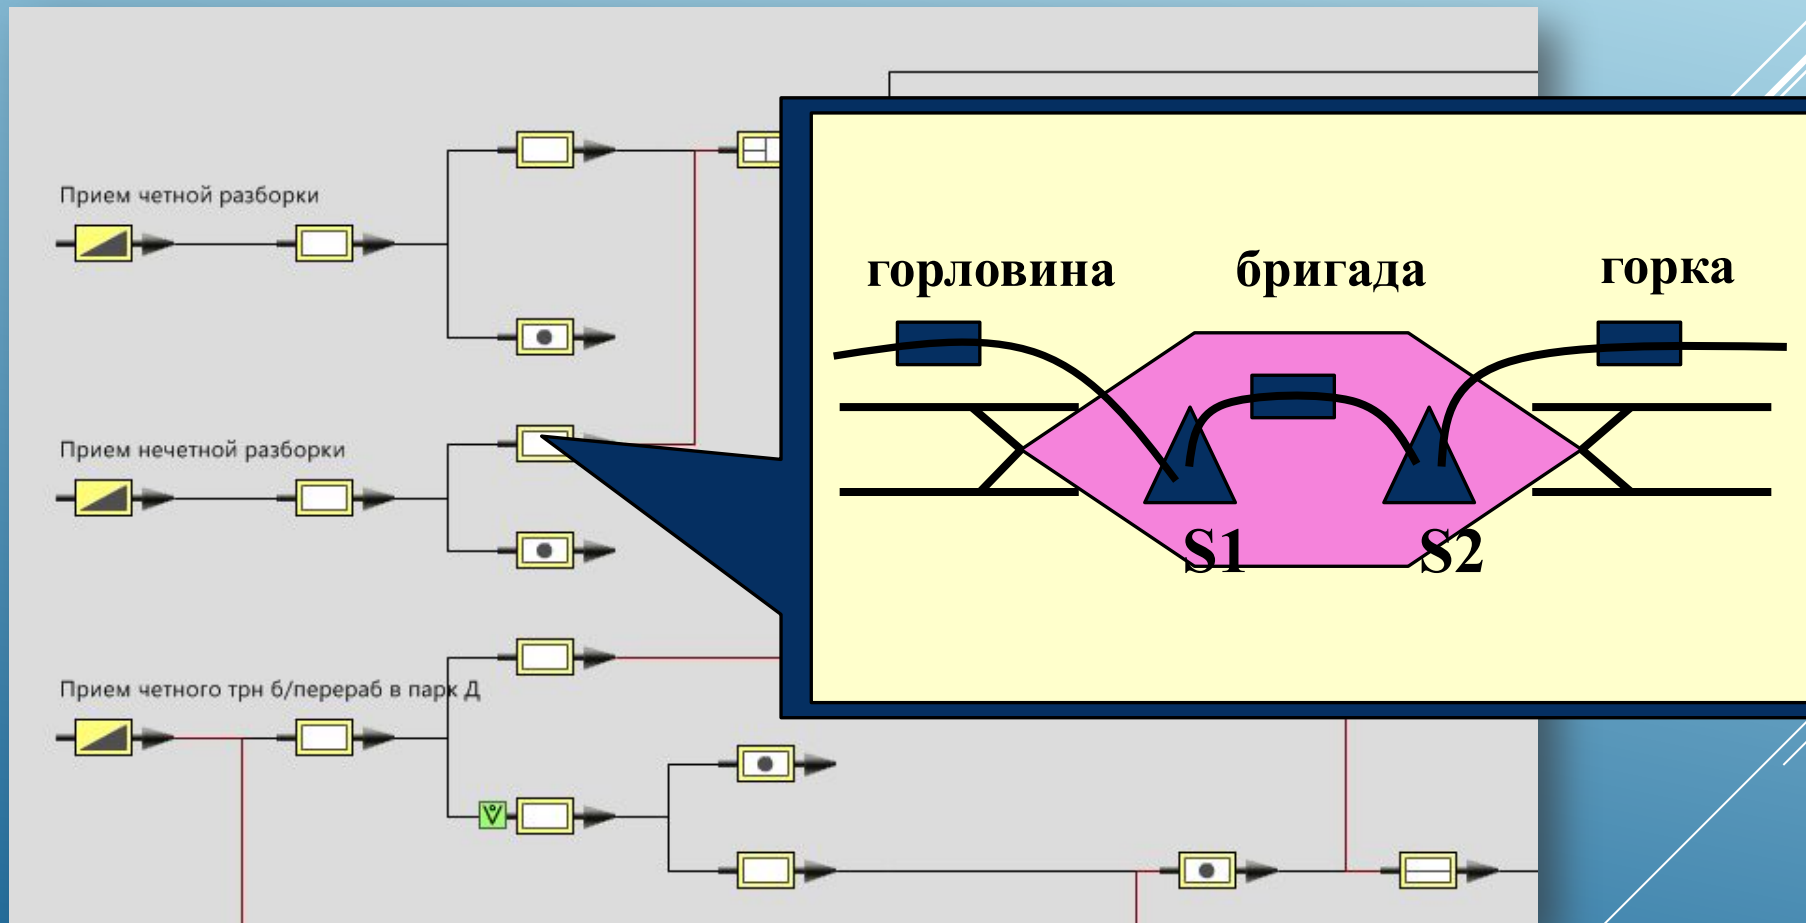 Прием четной разборки
горловина
бригада
горка
Прием нечетной разборки
S1
S2
Прием четного трн б/перераб в парк Д